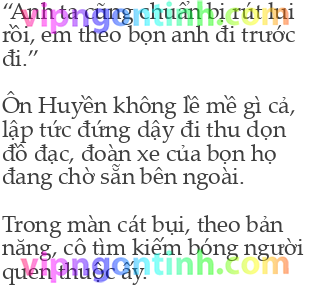 vipngontinh.com
“Anh ta cũng chuẩn bị rút lui
rồi, em theo bọn anh đi trước
đi.”
Ôn Huyền không lề mề gì cả,
lập tức đứng dậy đi thu dọn
đồ đạc, đoàn xe của bọn họ
đang chờ sẵn bên ngoài.
Trong màn cát bụi, theo bản
năng, cô tìm kiếm bóng người
quen thuộc ấy.
vipngontinh.com